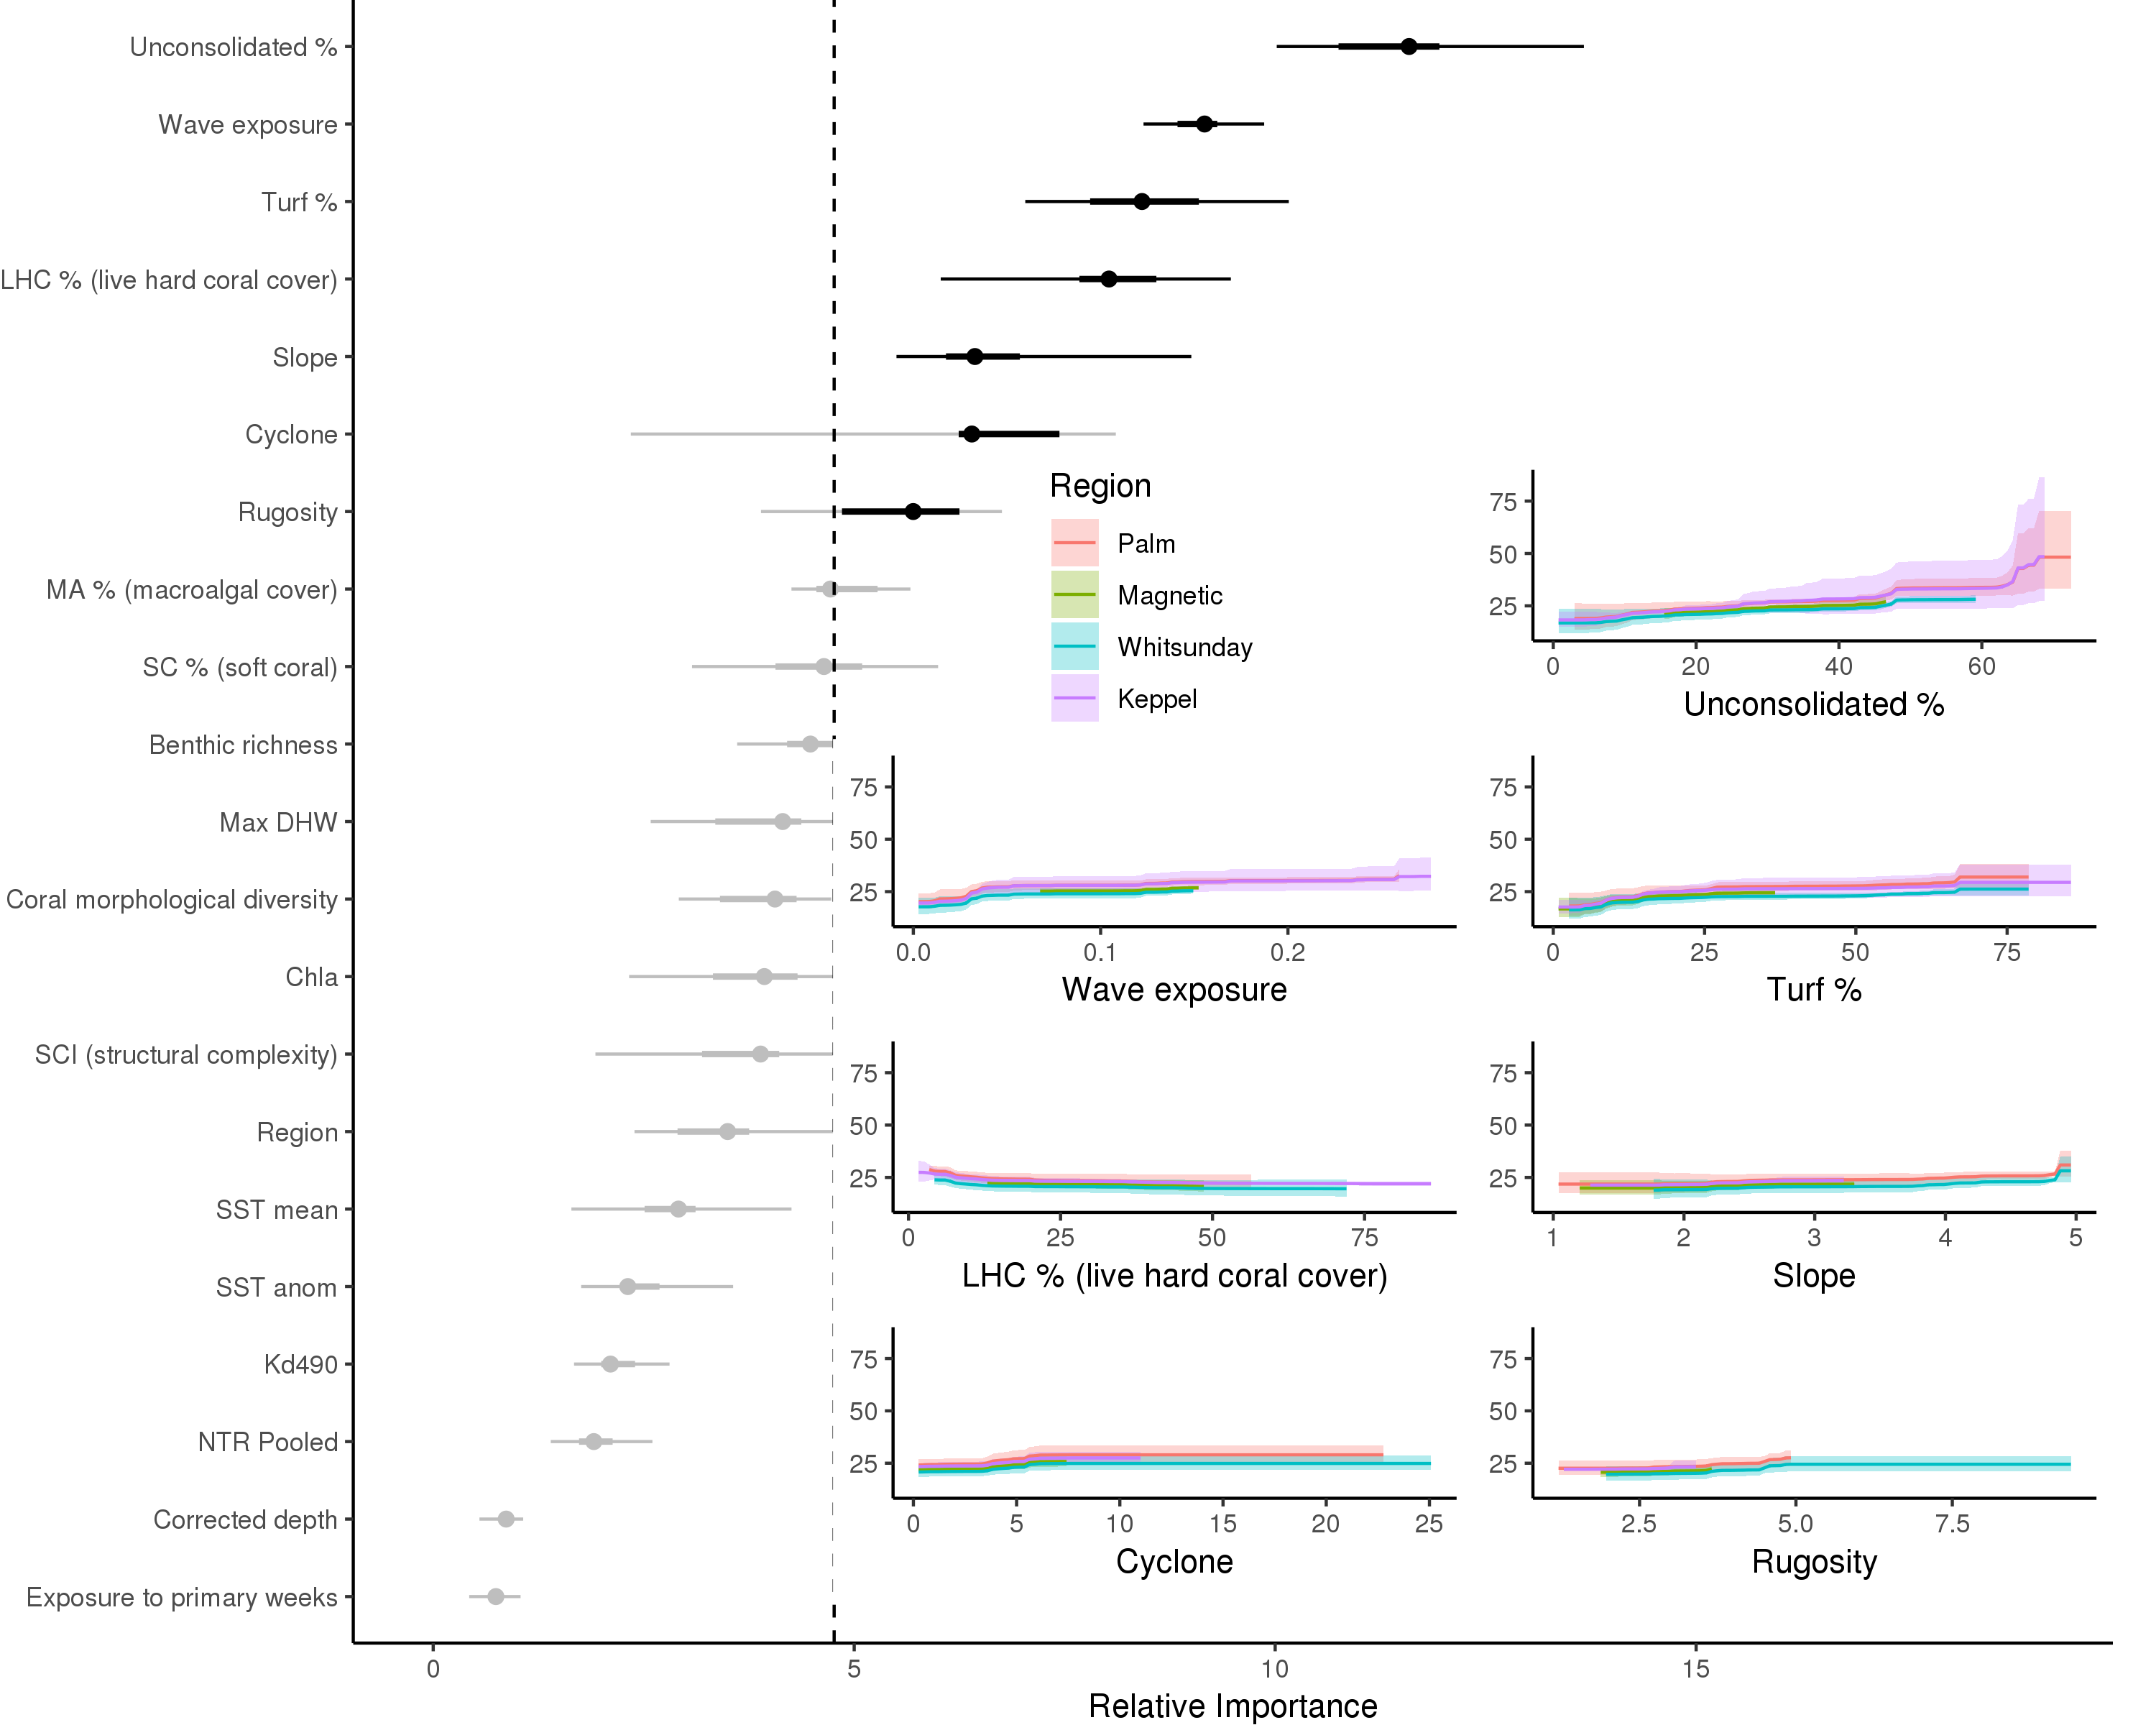 Unconsolidated %
Wave exposure
Turf %
LHC % (live hard coral cover)
Slope
Cyclone
Rugosity
MA % (macroalgal cover)
SC % (soft coral)
Benthic richness
Max DHW
Coral morphological diversity
Chla
SCI (structural complexity)
Region
SST mean
SST anom
Kd490
NTR Pooled
Corrected depth
Exposure to primary weeks
0 5 10 15
Relative Importance
Region
Palm
Magnetic
Whitsunday
Keppel
75
50
25
0 20 40 60
Unconsolidated %
75
50
25
0.0 0.1 0.2
Wave exposure
75
50
25
0 25 50 75
Turf %
75
50
25
0 25 50 75
LHC % (live hard coral cover)
75
50
25
1 2 3 4 5
Slope
75
50
25
0 5 10 15 20 25
Cyclone
75
50
25
2.5 5.0 7.5
Rugosity